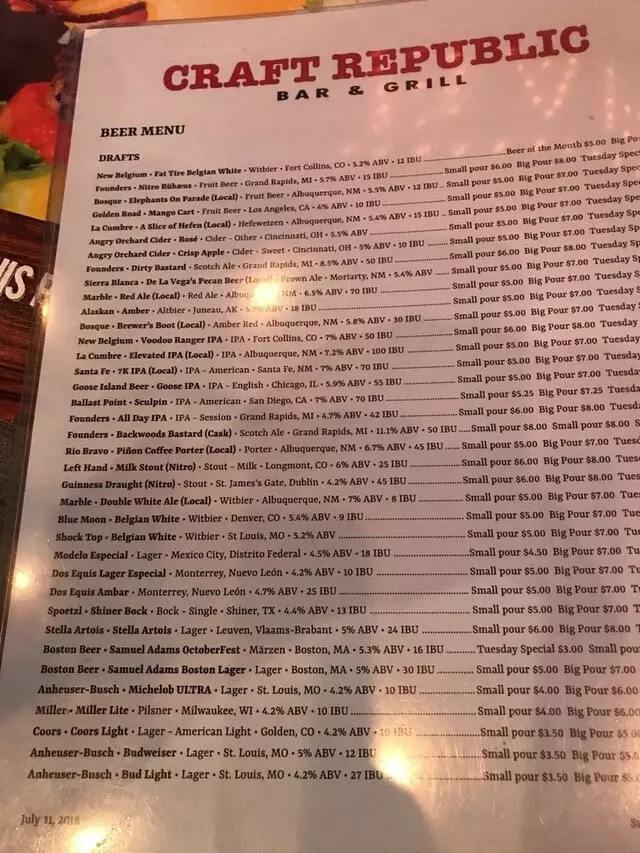 CRAFT REPUBLIC
BAR & GRILL
BEER MENU
DRAFTS
New Belgium • Fat Tire Belgian White • Witbier • Fort Collins, CO • 5.2% ABV • 12 IBU ... Beer of the Mouth $5.00 Big Po
Founders • Nitro Rübæus • Fruit Beer • Grand Rapids, MI • 5.7% ABV • 15 IBU ... Small pour $6.00 Big Pour $8.00 Tuesday Spec
Bosque • Elephants On Parade (Local) • Fruit Beer • Albuquerque, NM • 5.5% ABV • 12 IBU .. Small pour $5.00 Big Pour $7.00 Tuesday Spec
Golden Road • Mango Cart • Fruit Beer • Los Angeles, CA • 4% ABV • 10 IBU ... Small pour $5.00 Big Pour $7.00 Tuesday Spe
La Cumbre • A Slice of Hefen (Local) • Hefeweizen • Albuquerque, NM • 5.4% ABV • 15 IBU .. Small pour $5.00 Big Pour $7.00 Tuesday Spe
Angry Orchard Cider • Rosé • Cider - Other • Cincinnati, OH • 5.5% ABV ... Small pour $5.00 Big Pour $7.00 Tuesday Spe
Angry Orchard Cider • Crisp Apple • Cider - Sweet • Cincinnati, OH • 5% ABV • 10 IBU ... Small pour $5.00 Big Pour $7.00 Tuesday Sp
Founders • Dirty Bastard • Scotch Ale • Grand Rapids, MI • 8.5% ABV • 50 IBU ... Small pour $6.00 Big Pour $8.00 Tuesday Sp
Sierra Blanca • De La Vega's Pecan Beer (Local) • Brown Ale • Moriarty, NM • 5.4% ABV ... Small pour $5.00 Big Pour $7.00 Tuesday S
Marble • Red Ale (Local) • Red Ale • NM • 6.5% ABV • 70 IBU ... Small pour $5.00 Big Pour $7.00 Tuesday S
Alaskan • Amber • Altbier • Juneau, AK • ABV • 18 IBU ... Small pour $5.00 Big Pour $7.00 Tuesday
Bosque • Brewer's Boot (Local) • Amber Red • Albuquerque, NM • 5.8% ABV • 30 IBU ... Small pour $5.00 Big Pour $7.00 Tuesday
New Belgium • Voodoo Ranger IPA • IPA • Fort Collins, CO • 7% ABV • 50 IBU ... Small pour $6.00 Big Pour $8.00 Tuesday
La Cumbre • Elevated IPA (Local) • IPA • Albuquerque, NM • 7.2% ABV • 100 IBU ... Small pour $5.00 Big Pour $7.00 Tuesday
Santa Fe • 7K IPA (Local) • IPA - American • Santa Fe, NM • 7% ABV • 70 IBU ... Small pour $5.00 Big Pour $7.00 Tuesday
Goose Island Beer • Goose IPA • IPA - English • Chicago, IL • 5.9% ABV • 55 IBU ... Small pour $5.00 Big Pour $7.00 Tuesda
Ballast Point • Sculpin • IPA - American • San Diego, CA • 7% ABV • 70 IBU ... Small pour $5.25 Big Pour $7.25 Tuesda
Founders • All Day IPA • IPA - Session • Grand Rapids, MI • 4.7% ABV • 42 IBU ... Small pour $6.00 Big Pour $8.00 Tuesd
Founders • Backwoods Bastard (Cask) • Scotch Ale • Grand Rapids, MI • 11.1% ABV • 50 IBU ... Small pour $8.00 Small pour $8.00 S
Rio Bravo • Piñon Coffee Porter (Local) • Porter • Albuquerque, NM • 6.7% ABV • 45 IBU ... Small pour $5.00 Big Pour $7.00 Tues
Left Hand • Milk Stout (Nitro) • Stout - Milk • Longmont, CO • 6% ABV • 25 IBU ... Small pour $6.00 Big Pour $8.00 Tues
Guinness Draught (Nitro) • Stout • St. James's Gate, Dublin • 4.2% ABV • 45 IBU ... Small pour $6.00 Big Pour $8.00 Tues
Marble • Double White Ale (Local) • Witbier • Albuquerque, NM • 7% ABV • 8 IBU ... Small pour $5.00 Big Pour $7.00 Tue
Blue Moon • Belgian White • Witbier • Denver, CO • 5.4% ABV • 9 IBU ... Small pour $5.00 Big Pour $7.00 Tue
Shock Top • Belgian White • Witbier • St Louis, MO • 5.2% ABV ... Small pour $5.00 Big Pour $7.00 Tue
Modelo Especial • Lager • Mexico City, Distrito Federal • 4.5% ABV • 18 IBU ... Small pour $4.50 Big Pour $7.00 Tu
Dos Equis Lager Especial • Monterrey, Nuevo León • 4.2% ABV • 10 IBU ... Small pour $5.00 Big Pour $7.00 Tu
Dos Equis Ambar • Monterrey, Nuevo León • 4.7% ABV • 25 IBU ... Small pour $5.00 Big Pour $7.00 Tu
Spoetzl • Shiner Bock • Bock - Single • Shiner, TX • 4.4% ABV • 13 IBU ... Small pour $5.00 Big Pour $7.00 T
Stella Artois • Stella Artois • Lager • Leuven, Vlaams-Brabant • 5% ABV • 24 IBU ... Small pour $6.00 Big Pour $8.00 T
Boston Beer • Samuel Adams OctoberFest • Märzen • Boston, MA • 5.3% ABV • 16 IBU ... Tuesday Special $3.00 Small pou
Boston Beer • Samuel Adams Boston Lager • Lager • Boston, MA • 5% ABV • 30 IBU ... Small pour $5.00 Big Pour $7.00
Anheuser-Busch • Michelob ULTRA • Lager • St. Louis, MO • 4.2% ABV • 10 IBU ... Small pour $4.00 Big Pour $6.00
Miller • Miller Lite • Pilsner • Milwaukee, WI • 4.2% ABV • 10 IBU ... Small pour $4.00 Big Pour $6.00
Coors • Coors Light • Lager - American Light • Golden, CO • 4.2% ABV • 10 IBU ... Small pour $3.50 Big Pour $5.00
Anheuser-Busch • Budweiser • Lager • St. Louis, MO • 5% ABV • 12 IBU ... Small pour $3.50 Big Pour $5.0
Anheuser-Busch • Bud Light • Lager • St. Louis, MO • 4.2% ABV • 27 IBU ... Small pour $3.50 Big Pour $5.
July 31, 2018